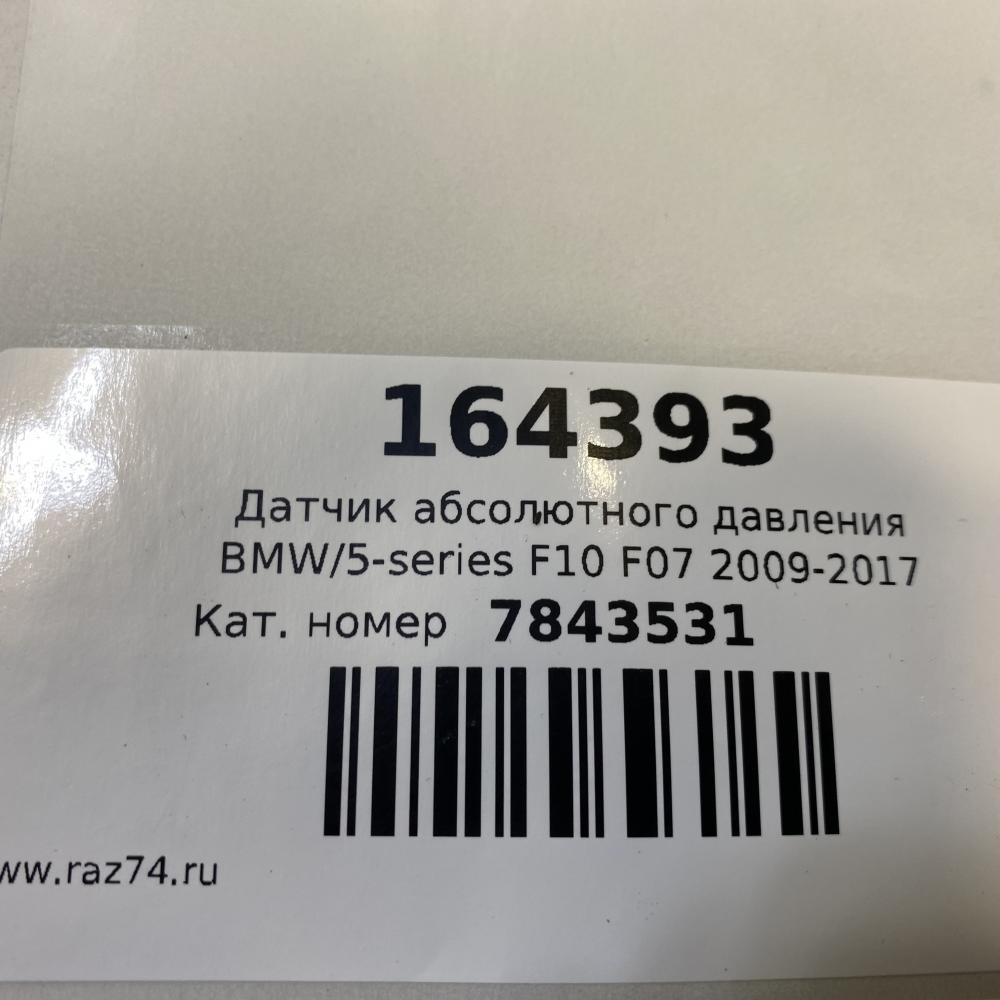 164393
Датчик абсолютного давления
BMW/5-series F10 F07 2009-2017
Кат. номер 7843531
ww.raz74.ru